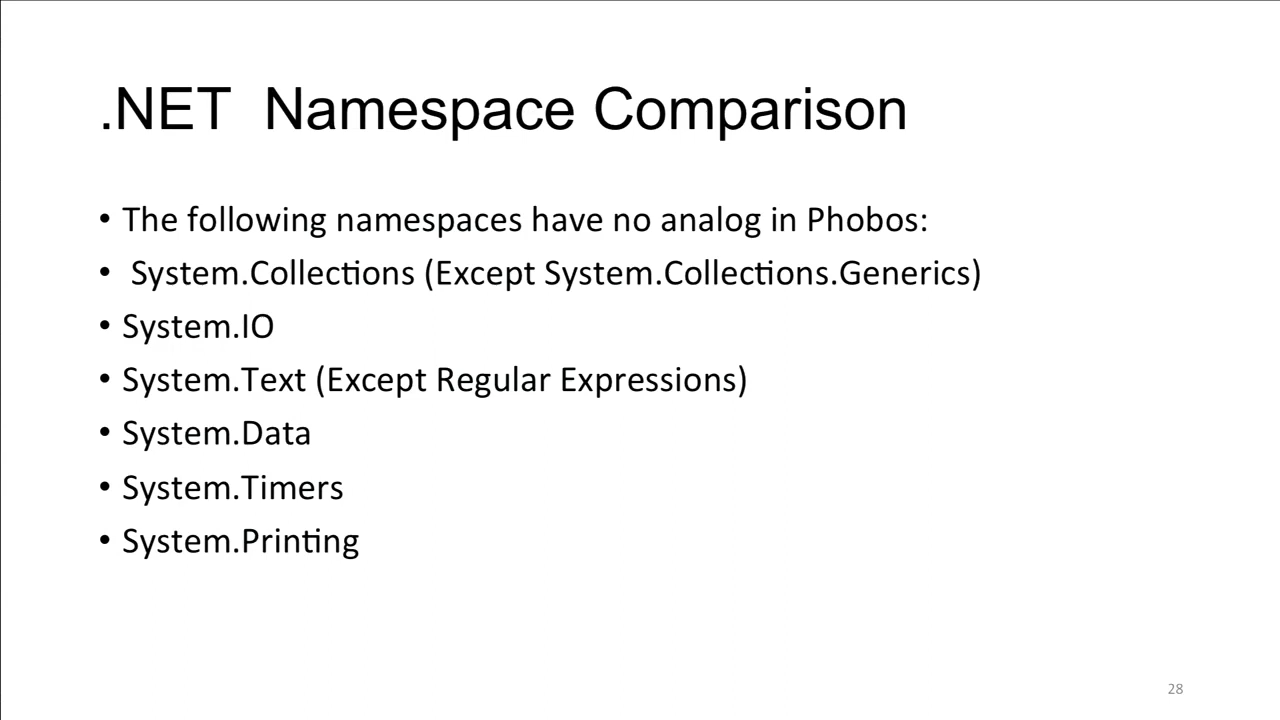 .NET  Namespace Comparison
• The following namespaces have no analog in Phobos:
•  System.Collections (Except System.Collections.Generics)
• System.IO
• System.Text (Except Regular Expressions)
• System.Data
• System.Timers
• System.Printing
28